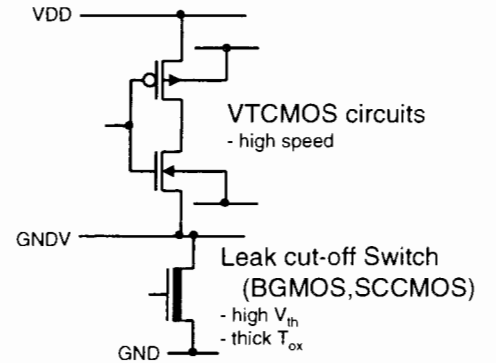 VDD
VTCMOS circuits
- high speed
GNDV
Leak cut-off Switch
(BGMOS,SCCMOS)
- high Vth
- thick Tox
GND